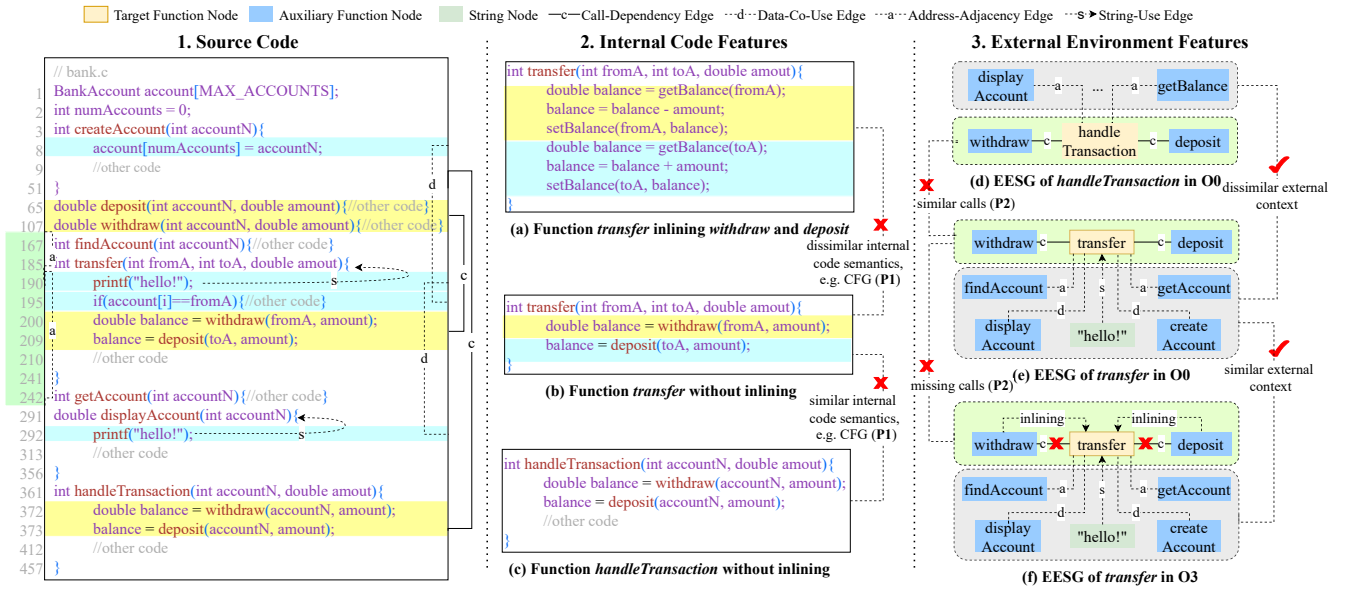 Target Function Node Auxiliary Function Node String Node —c—Call-Dependency Edge ---d---Data-Co-Use Edge ---a---Address-Adjacency Edge ---s-➤String-Use Edge
1. Source Code
// bank.c
1 BankAccount account[MAX_ACCOUNTS];
2 int numAccounts = 0;
3 int createAccount(int accountN){
8 account[numAccounts] = accountN;
9 //other code
51 }
65 double deposit(int accountN, double amount){//other code}
107 double withdraw(int accountN, double amount){//other code}
167 int findAccount(int accountN){//other code}
185 int transfer(int fromA, int toA, double amount){
190 printf("hello!");
195 if(account[i]==fromA){//other code}
200 double balance = withdraw(fromA, amount);
209 balance = deposit(toA, amount);
210 //other code
241 }
242 int getAccount(int accountN){//other code}
291 double displayAccount(int accountN){
292 printf("hello!");
313 //other code
356 }
361 int handleTransaction(int accountN, double amout){
372 double balance = withdraw(accountN, amount);
373 balance = deposit(accountN, amount);
412 //other code
457 }
a
a
s
s
d
d
c
c
2. Internal Code Features
int transfer(int fromA, int toA, double amout){
double balance = getBalance(fromA);
balance = balance - amount;
setBalance(fromA, balance);
double balance = getBalance(toA);
balance = balance + amount;
setBalance(toA, balance);
}
(a) Function transfer inlining withdraw and deposit
dissimilar internal
code semantics,
e.g. CFG (P1)
int transfer(int fromA, int toA, double amout){
double balance = withdraw(fromA, amount);
balance = deposit(toA, amount);
}
(b) Function transfer without inlining
similar internal
code semantics,
e.g. CFG (P1)
int handleTransaction(int accountN, double amout){
double balance = withdraw(accountN, amount);
balance = deposit(accountN, amount);
//other code
}
(c) Function handleTransaction without inlining
3. External Environment Features
display
Account
a ... a
getBalance
withdraw c handle
Transaction c deposit
(d) EESG of handleTransaction in O0
similar calls (P2)
dissimilar external
context
withdraw c transfer c deposit
findAccount a s a getAccount
d d
display
Account
"hello!"
create
Account
(e) EESG of transfer in O0
missing calls (P2)
similar external
context
inlining inlining
withdraw c transfer c deposit
findAccount a s a getAccount
d d
display
Account
"hello!"
create
Account
(f) EESG of transfer in O3